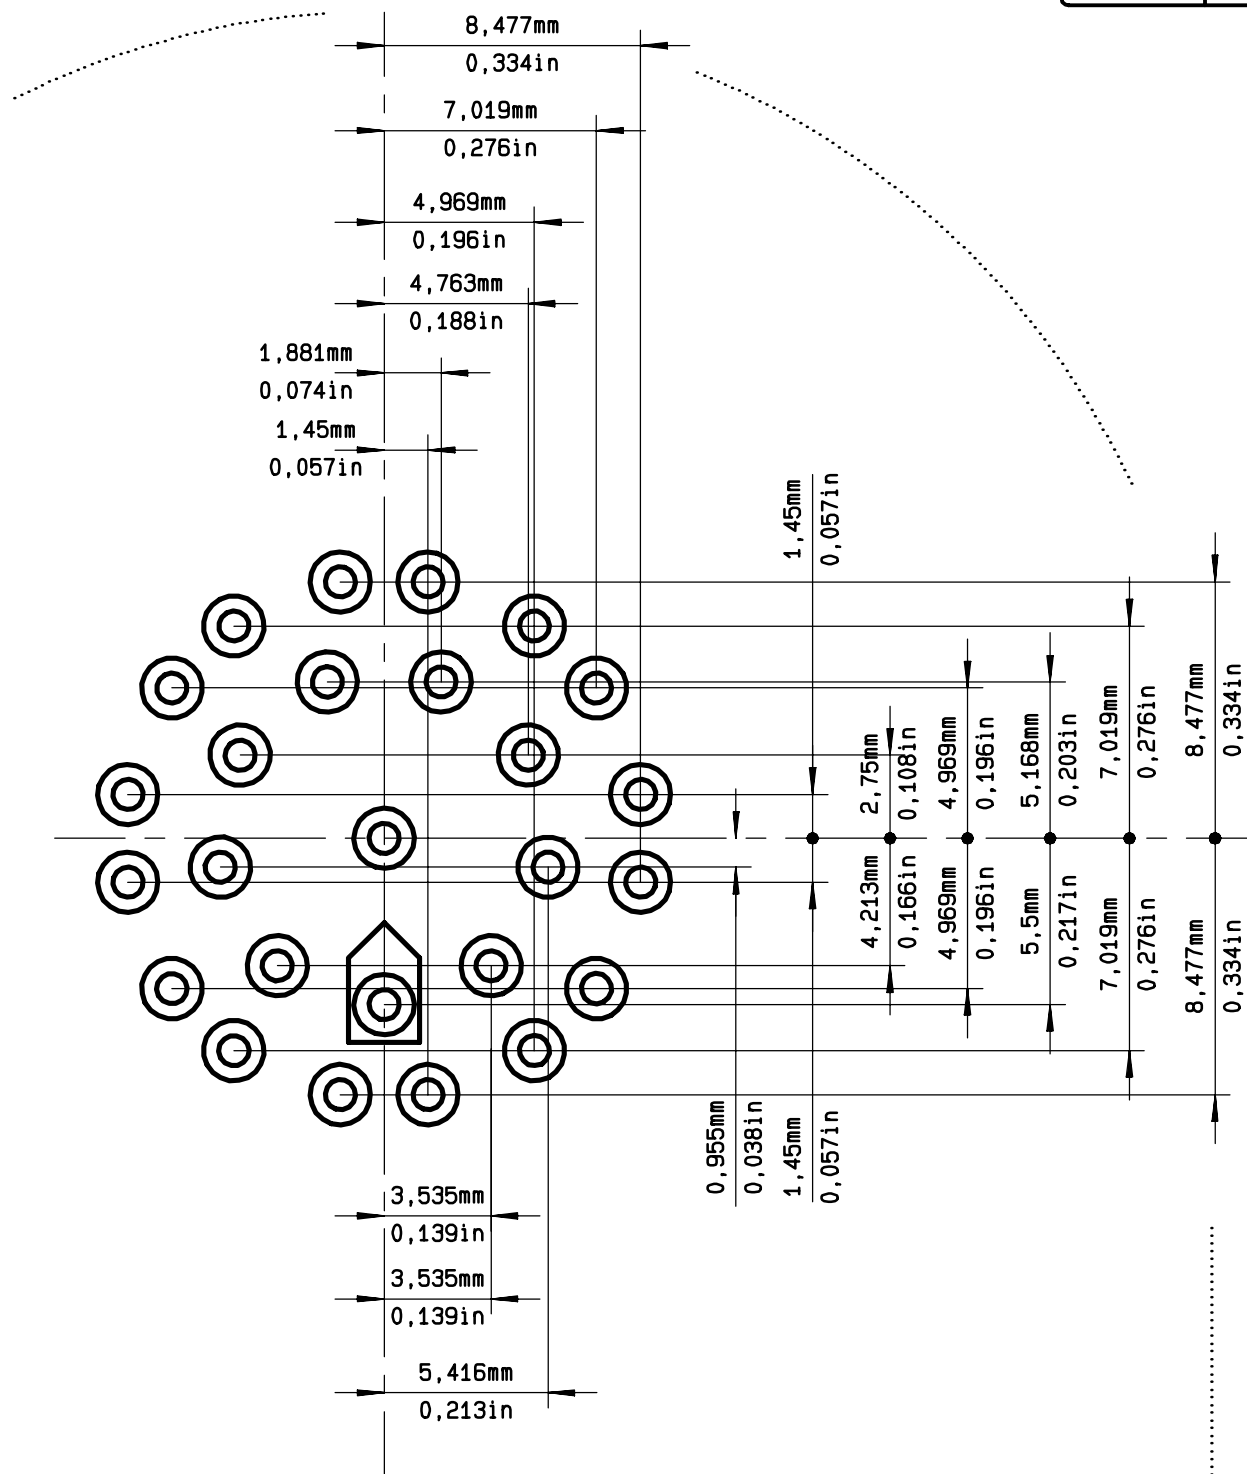 8,477mm
0,334in
7,019mm
0,276in
4,969mm
0,196in
4,763mm
0,188in
1,881mm
0,074in
1,45mm
0,057in
1,45mm
0,057in
2,75mm
0,108in
4,969mm
0,196in
5,168mm
0,203in
7,019mm
0,276in
8,477mm
0,334in
4,213mm
0,166in
4,969mm
0,196in
5,5mm
0,217in
7,019mm
0,276in
8,477mm
0,334in
0,955mm
0,038in
1,45mm
0,057in
3,535mm
0,139in
3,535mm
0,139in
5,416mm
0,213in